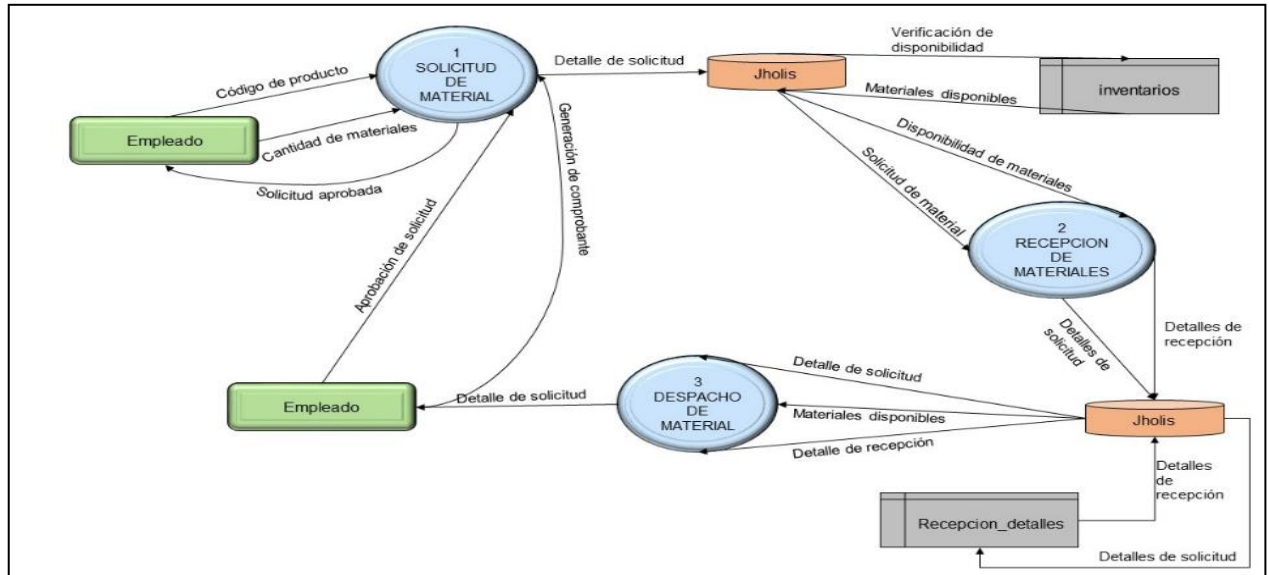 1
SOLICITUD
DE
MATERIAL
Código de producto
Empleado
Cantidad de materiales
Solicitud aprobada
Detalle de solicitud
Jholis
Verificación de
disponibilidad
inventarios
Materiales disponibles
Generación de comprobante
Aprobación de solicitud
Disponibilidad de materiales
Solicitud de material
2
RECEPCION
DE
MATERIALES
Detalles de
solicitud
Detalles de
recepción
Empleado
Detalle de solicitud
3
DESPACHO
DE
MATERIAL
Detalle de solicitud
Materiales disponibles
Detalle de recepción
Jholis
Detalles
de
recepción
Recepcion_detalles
Detalles de solicitud